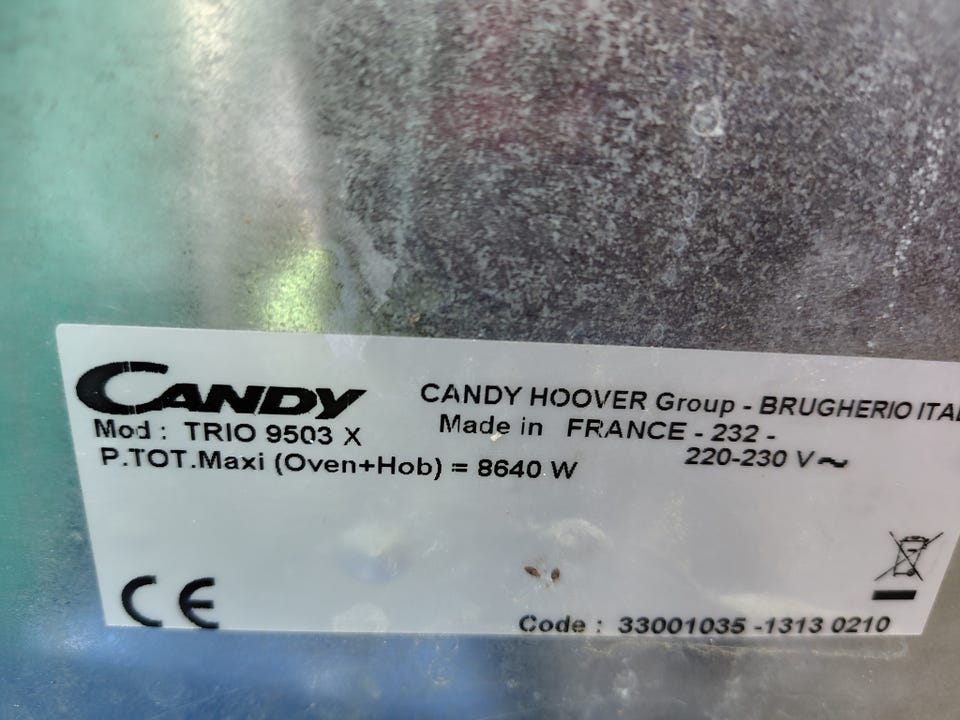 CANDY
CANDY HOOVER Group - BRUGHERIO ITAL
Mod : TRIO 9503 X
Made in FRANCE - 232 -
P.TOT.Maxi (Oven+Hob) = 8640 W
220-230 V ~
CE
Code : 33001035 -1313 0210